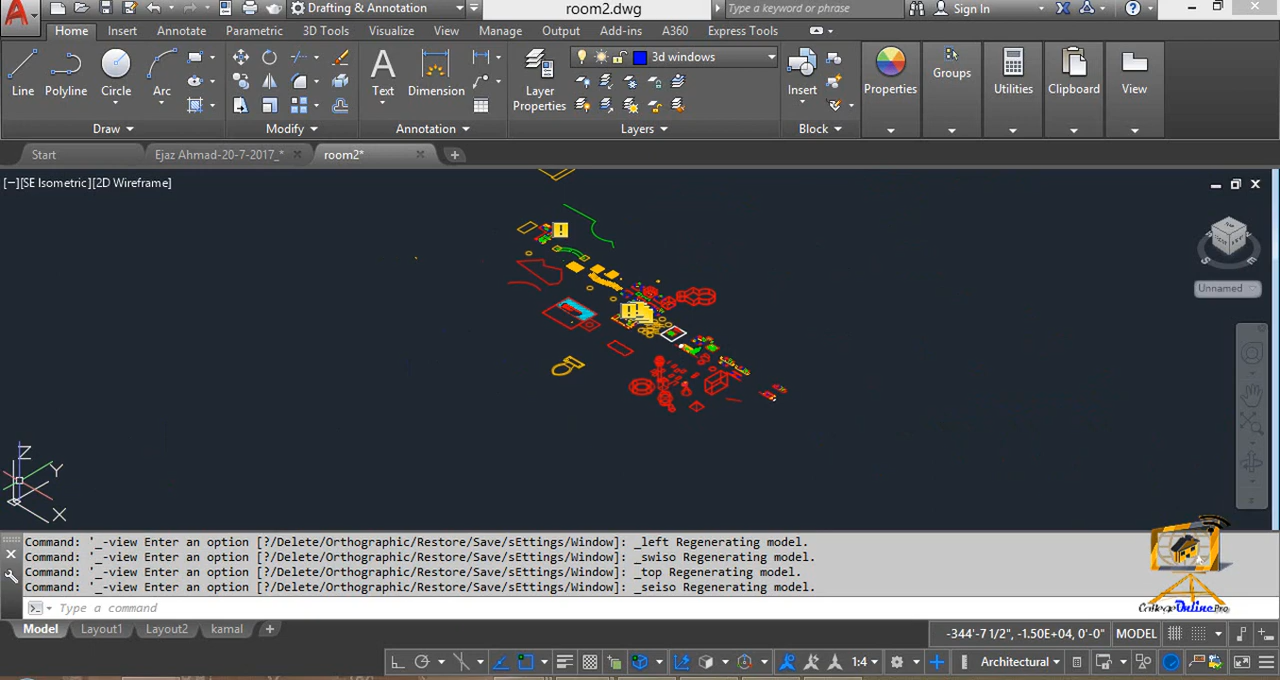 Drafting & Annotation
room2.dwg
Type a keyword or phrase
Sign In
Home Insert Annotate Parametric 3D Tools Visualize View Manage Output Add-ins A360 Express Tools
3d windows
Line Polyline Circle Arc Text Dimension Layer Properties Insert Properties Groups Utilities Clipboard View
Draw Modify Annotation Layers Block
Start Ejaz Ahmad-20-7-2017_* room2*
[−][SE Isometric][2D Wireframe]
Unnamed
Z
Y
X
Command: '_-view Enter an option [?/Delete/Orthographic/Restore/Save/sEttings/Window]: _left Regenerating model.
Command: '_-view Enter an option [?/Delete/Orthographic/Restore/Save/sEttings/Window]: _swiso Regenerating model.
Command: '_-view Enter an option [?/Delete/Orthographic/Restore/Save/sEttings/Window]: _top Regenerating model.
Command: '_-view Enter an option [?/Delete/Orthographic/Restore/Save/sEttings/Window]: _seiso Regenerating model.
Type a command
College Online Pro
Model Layout1 Layout2 kamal
-344'-7 1/2", -1.50E+04, 0'-0" MODEL
1:4 Architectural